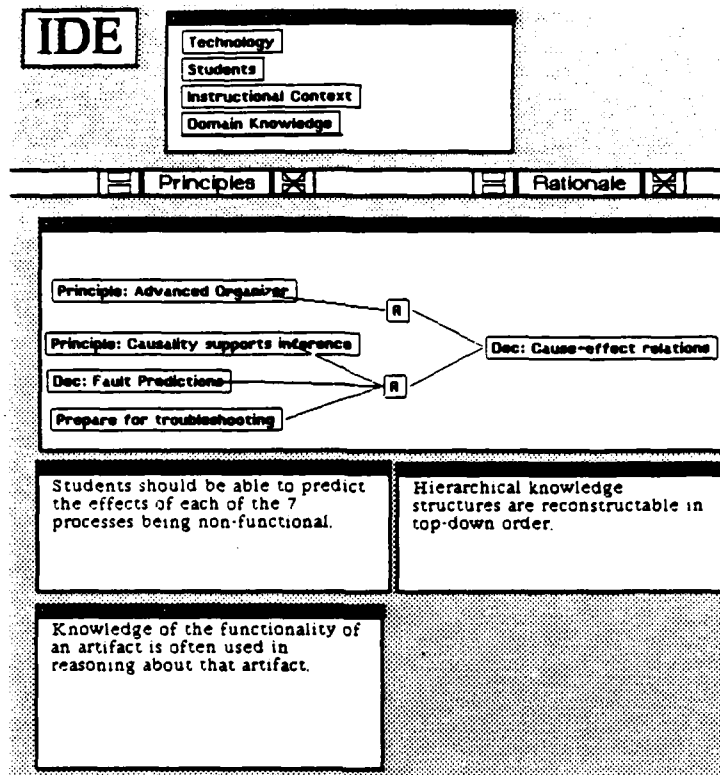 IDE
Technology
Students
Instructional Context
Domain Knowledge
Principles
Rationale
Principle: Advanced Organizer
R
Principle: Causality supports inference
Dec: Cause-effect relations
Dec: Fault Predictions
R
Prepare for troubleshooting
Students should be able to predict
the effects of each of the 7
processes being non-functional.
Hierarchical knowledge
structures are reconstructable in
top-down order.
Knowledge of the functionality of
an artifact is often used in
reasoning about that artifact.